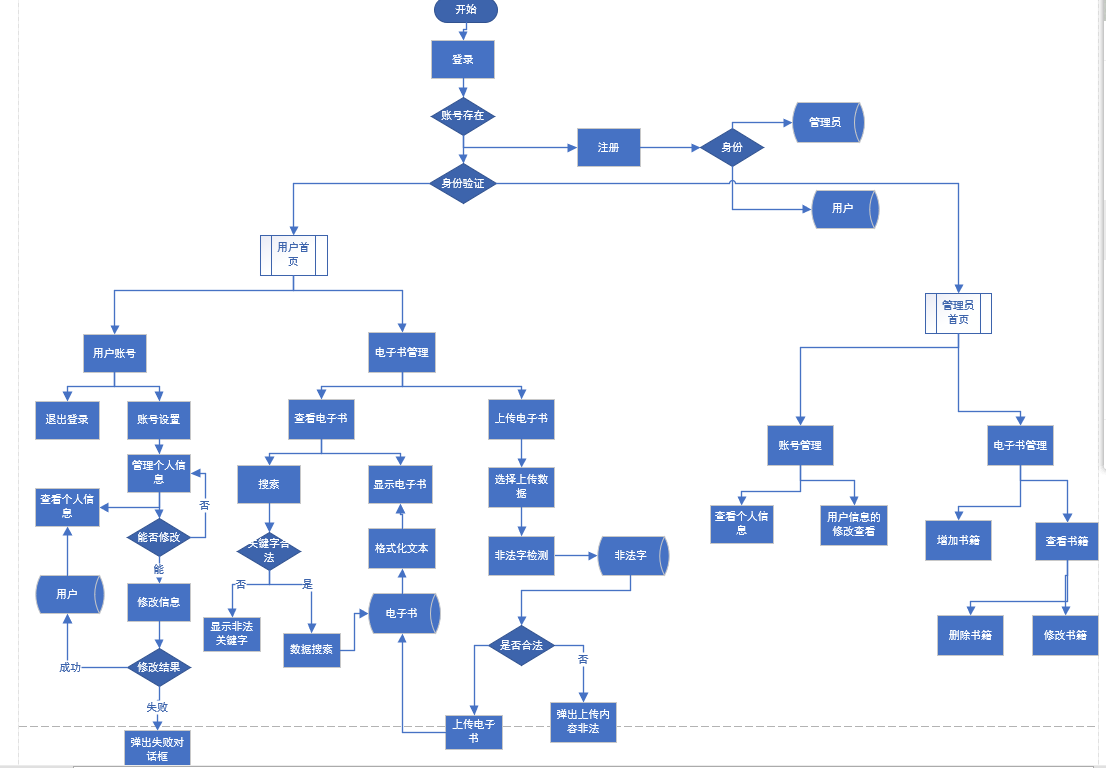 开始
登录
账号存在
管理员
注册
身份
身份验证
用户
用户首
页
管理员
首页
用户账号
电子书管理
退出登录
账号设置
查看电子书
上传电子书
账号管理
电子书管理
管理个人信
息
搜索
显示电子书
选择上传数
据
查看个人信
息
否
能否修改
关键字合
法
格式化文本
非法字检测
非法字
查看个人信
息
用户信息的
修改查看
增加书籍
查看书籍
能
用户
修改信息
否
是
电子书
显示非法
关键字
数据搜索
是否合法
否
删除书籍
修改书籍
成功
修改结果
失败
弹出失败对
话框
上传电子
书
弹出上传内
容非法